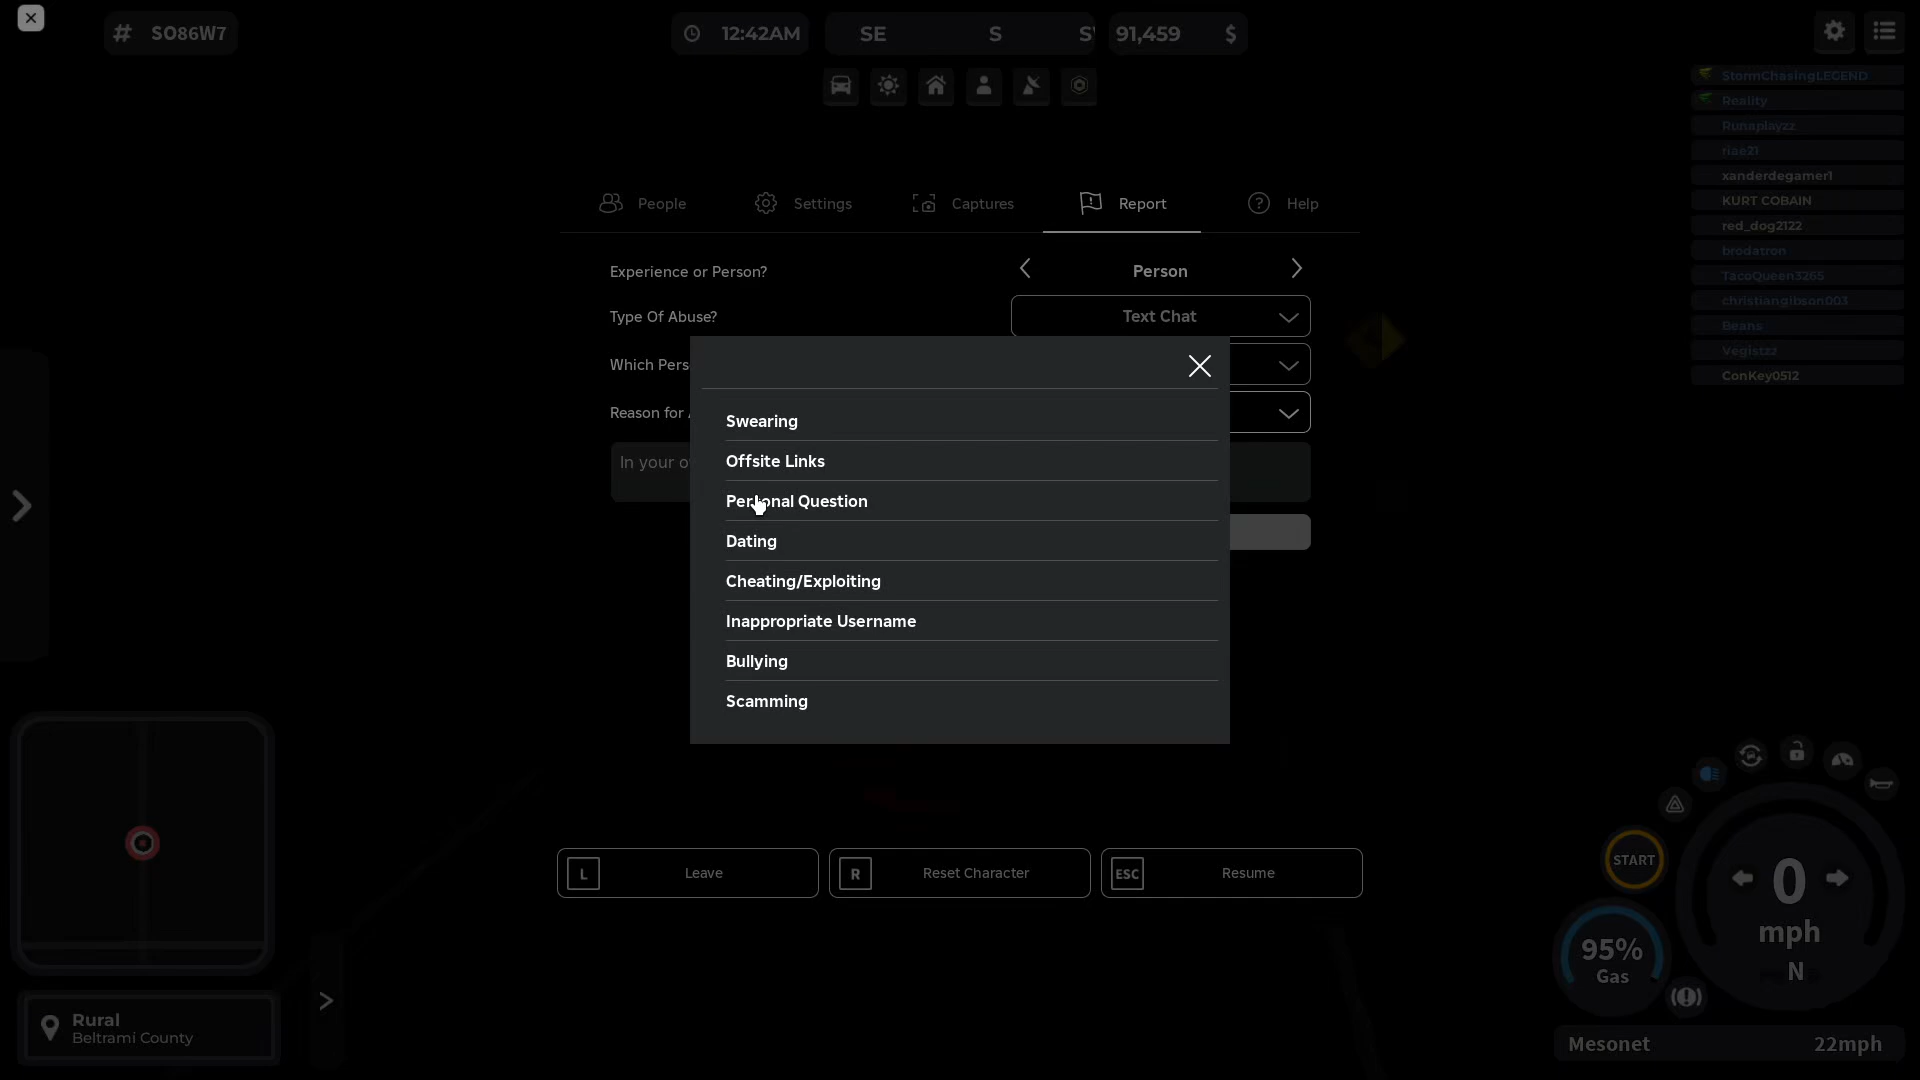 # SO86W7
12:42AM
SE S
91,459 $
StormChasingLEGEND
Reality
Runaplayzz
riae21
xanderdegamer1
KURT COBAIN
red_dog2122
brodatron
TacoQueen3265
christiangibson003
Beans
Vegistzz
ConKey0512
People
Settings
Captures
Report
? Help
Experience or Person?
Person
Type Of Abuse?
Text Chat
Which Pers
Reason for
In your o
Swearing
Offsite Links
Personal Question
Dating
Cheating/Exploiting
Inappropriate Username
Bullying
Scamming
L Leave
R Reset Character
ESC Resume
START
0
mph
N
95%
Gas
Rural
Beltrami County
Mesonet 22mph